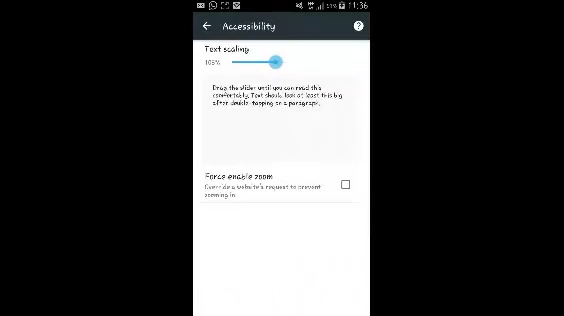 11:36
Accessibility
Text scaling
Drag the slider until you can read this
comfortably. Text should look at least this big
after double-tapping on a paragraph.
Force enable zoom
Override a website's request to prevent
zooming in